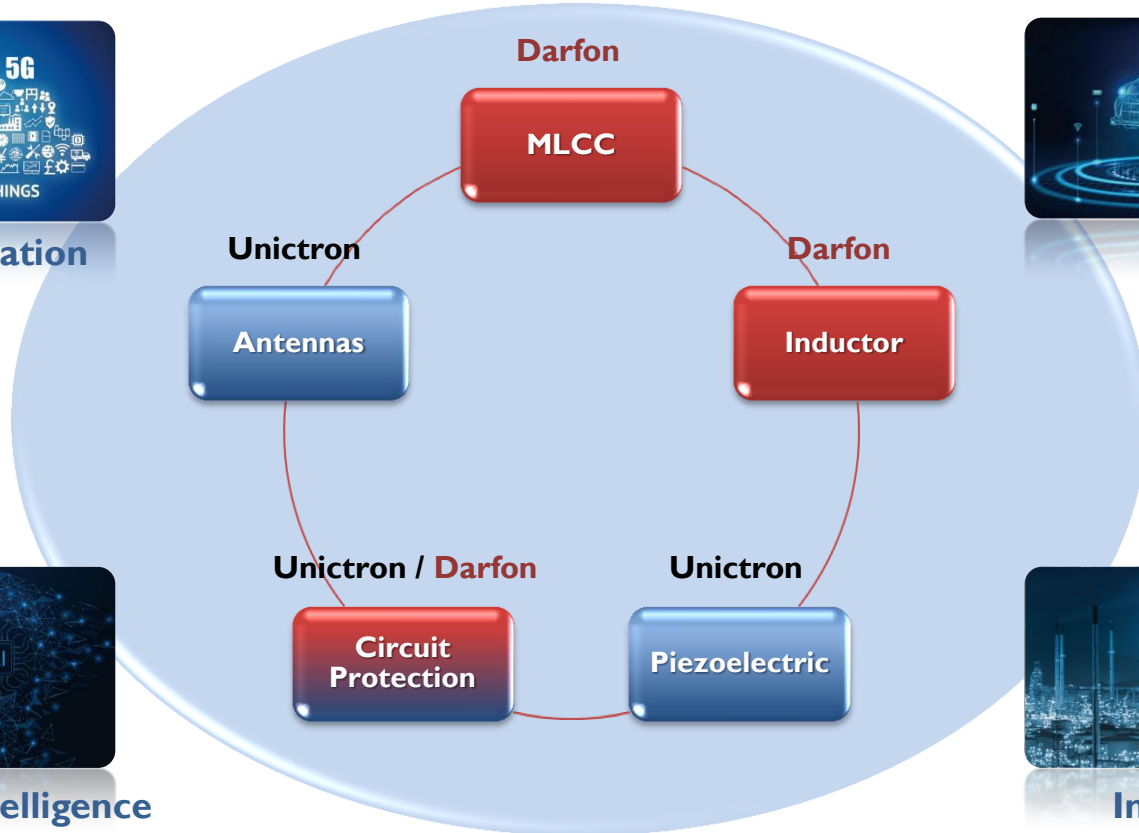 5G
HINGS
ation
Darfon
MLCC
Unictron
Antennas
Darfon
Inductor
Unictron / Darfon
Circuit
Protection
Unictron
Piezoelectric
elligence
In